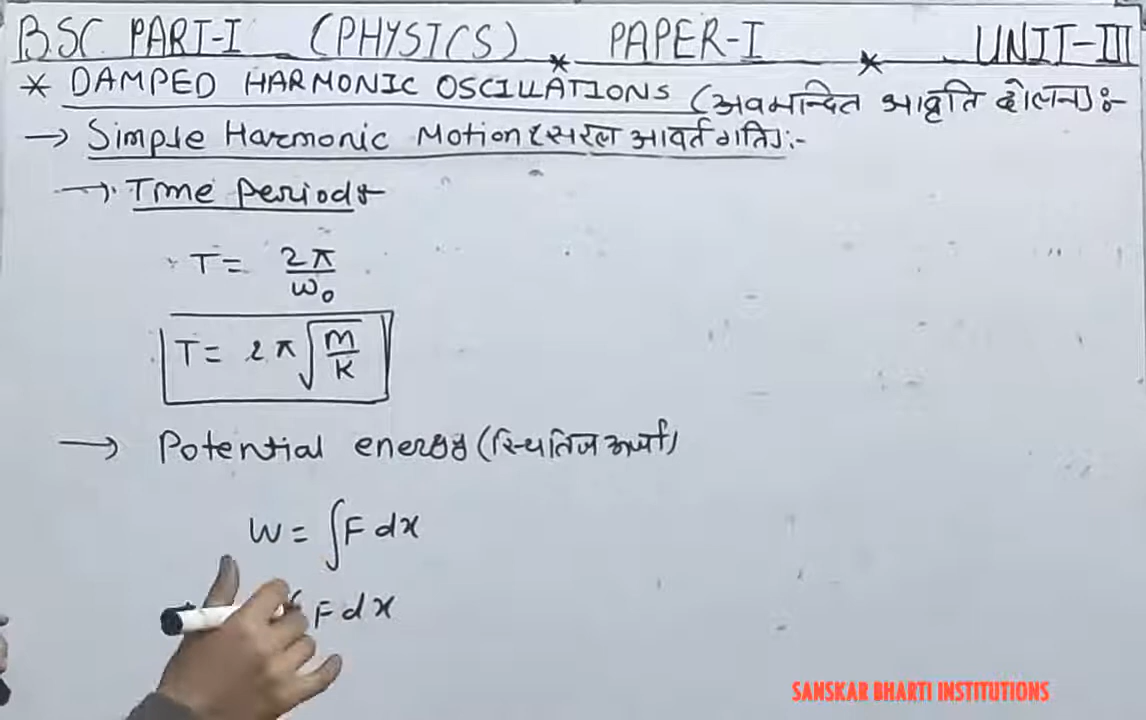 BSC PART-I (PHYSICS) * PAPER-I * UNIT-III
* DAMPED HARMONIC OSCILLATIONS (अवमन्दित आवृति दोलन):-
→ Simple Harmonic Motion (सरल आवर्त गति):-
→ Time Period:-
T = 2π/ω₀
T = 2π√(m/K)
→ Potential energy (स्थितिज ऊर्जा)
W = ∫F dx
F dx
SANSKAR BHARTI INSTITUTIONS